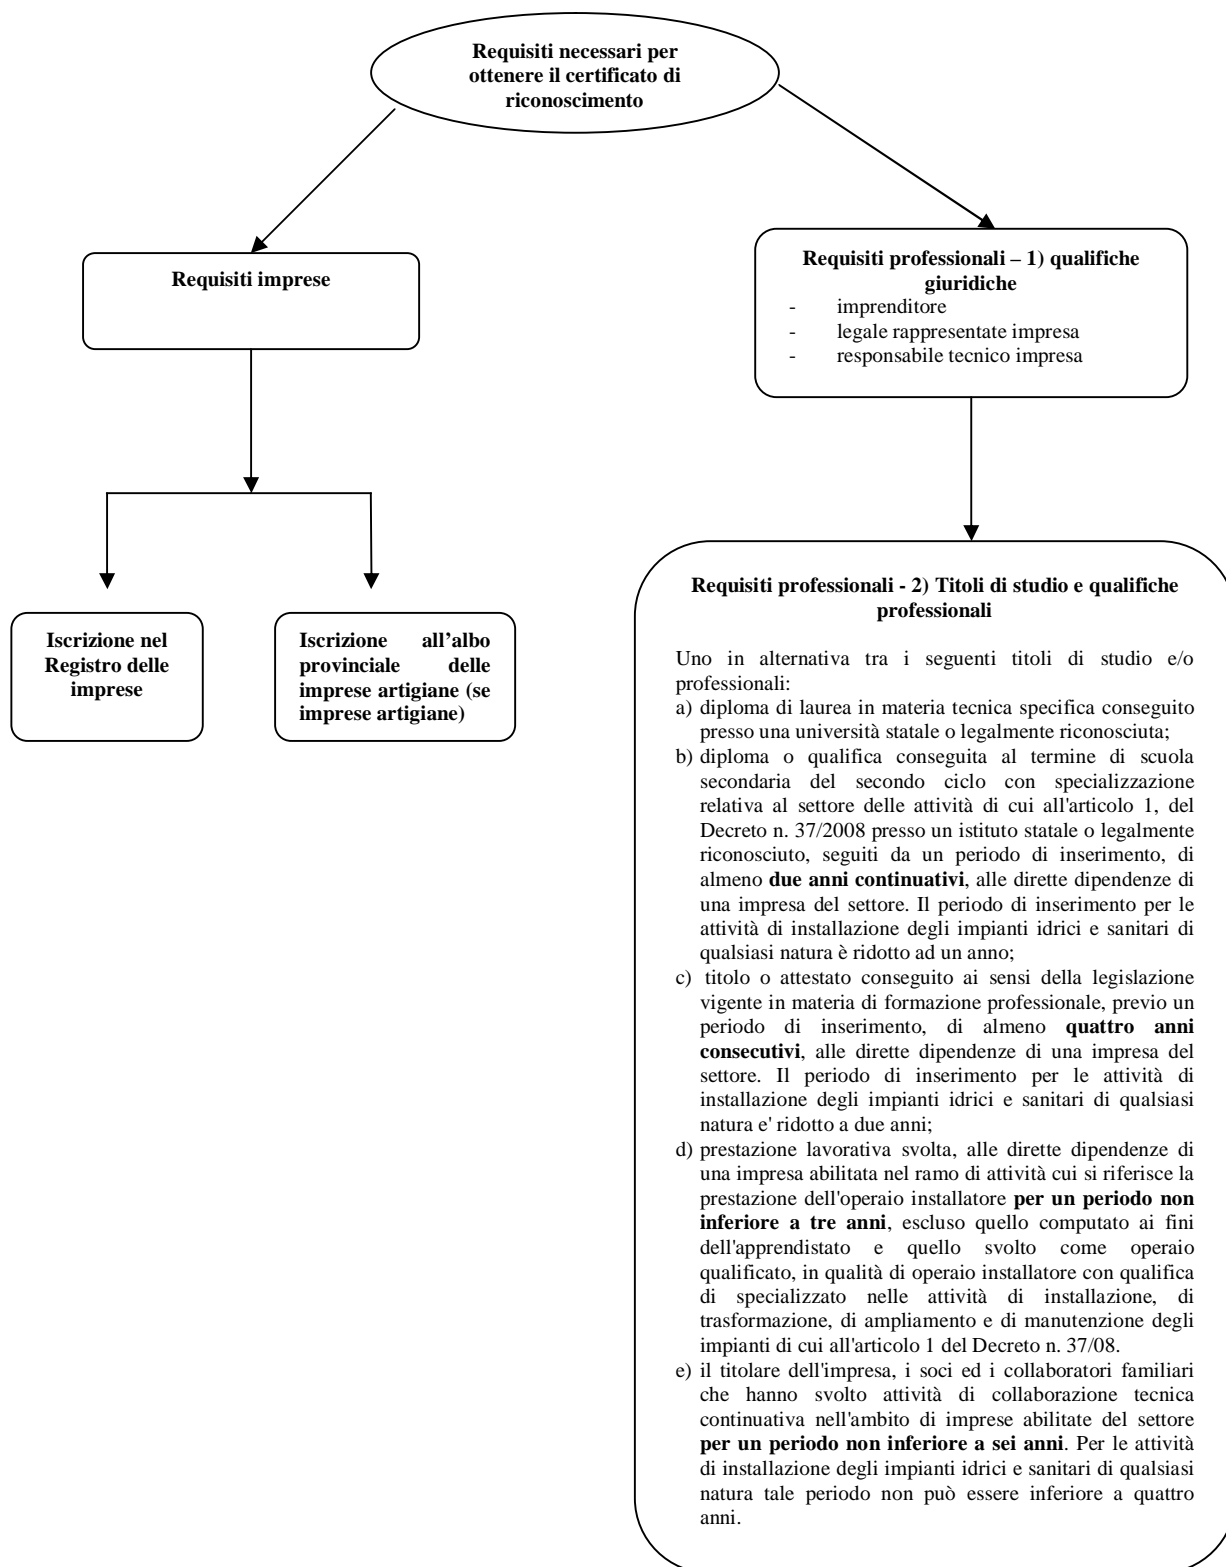 Requisiti necessari per
ottenere il certificato di
riconoscimento
Requisiti imprese
Requisiti professionali – 1) qualifiche
giuridiche
- imprenditore
- legale rappresentate impresa
- responsabile tecnico impresa
Iscrizione nel
Registro delle
imprese
Iscrizione all'albo
provinciale delle
imprese artigiane (se
imprese artigiane)
Requisiti professionali - 2) Titoli di studio e qualifiche
professionali
Uno in alternativa tra i seguenti titoli di studio e/o
professionali:
a) diploma di laurea in materia tecnica specifica conseguito
presso una università statale o legalmente riconosciuta;
b) diploma o qualifica conseguita al termine di scuola
secondaria del secondo ciclo con specializzazione
relativa al settore delle attività di cui all'articolo 1, del
Decreto n. 37/2008 presso un istituto statale o legalmente
riconosciuto, seguiti da un periodo di inserimento, di
almeno due anni continuativi, alle dirette dipendenze di
una impresa del settore. Il periodo di inserimento per le
attività di installazione degli impianti idrici e sanitari di
qualsiasi natura è ridotto ad un anno;
c) titolo o attestato conseguito ai sensi della legislazione
vigente in materia di formazione professionale, previo un
periodo di inserimento, di almeno quattro anni
consecutivi, alle dirette dipendenze di una impresa del
settore. Il periodo di inserimento per le attività di
installazione degli impianti idrici e sanitari di qualsiasi
natura e' ridotto a due anni;
d) prestazione lavorativa svolta, alle dirette dipendenze di
una impresa abilitata nel ramo di attività cui si riferisce la
prestazione dell'operaio installatore per un periodo non
inferiore a tre anni, escluso quello computato ai fini
dell'apprendistato e quello svolto come operaio
qualificato, in qualità di operaio installatore con qualifica
di specializzato nelle attività di installazione, di
trasformazione, di ampliamento e di manutenzione degli
impianti di cui all'articolo 1 del Decreto n. 37/08.
e) il titolare dell'impresa, i soci ed i collaboratori familiari
che hanno svolto attività di collaborazione tecnica
continuativa nell'ambito di imprese abilitate del settore
per un periodo non inferiore a sei anni. Per le attività
di installazione degli impianti idrici e sanitari di qualsiasi
natura tale periodo non può essere inferiore a quattro
anni.